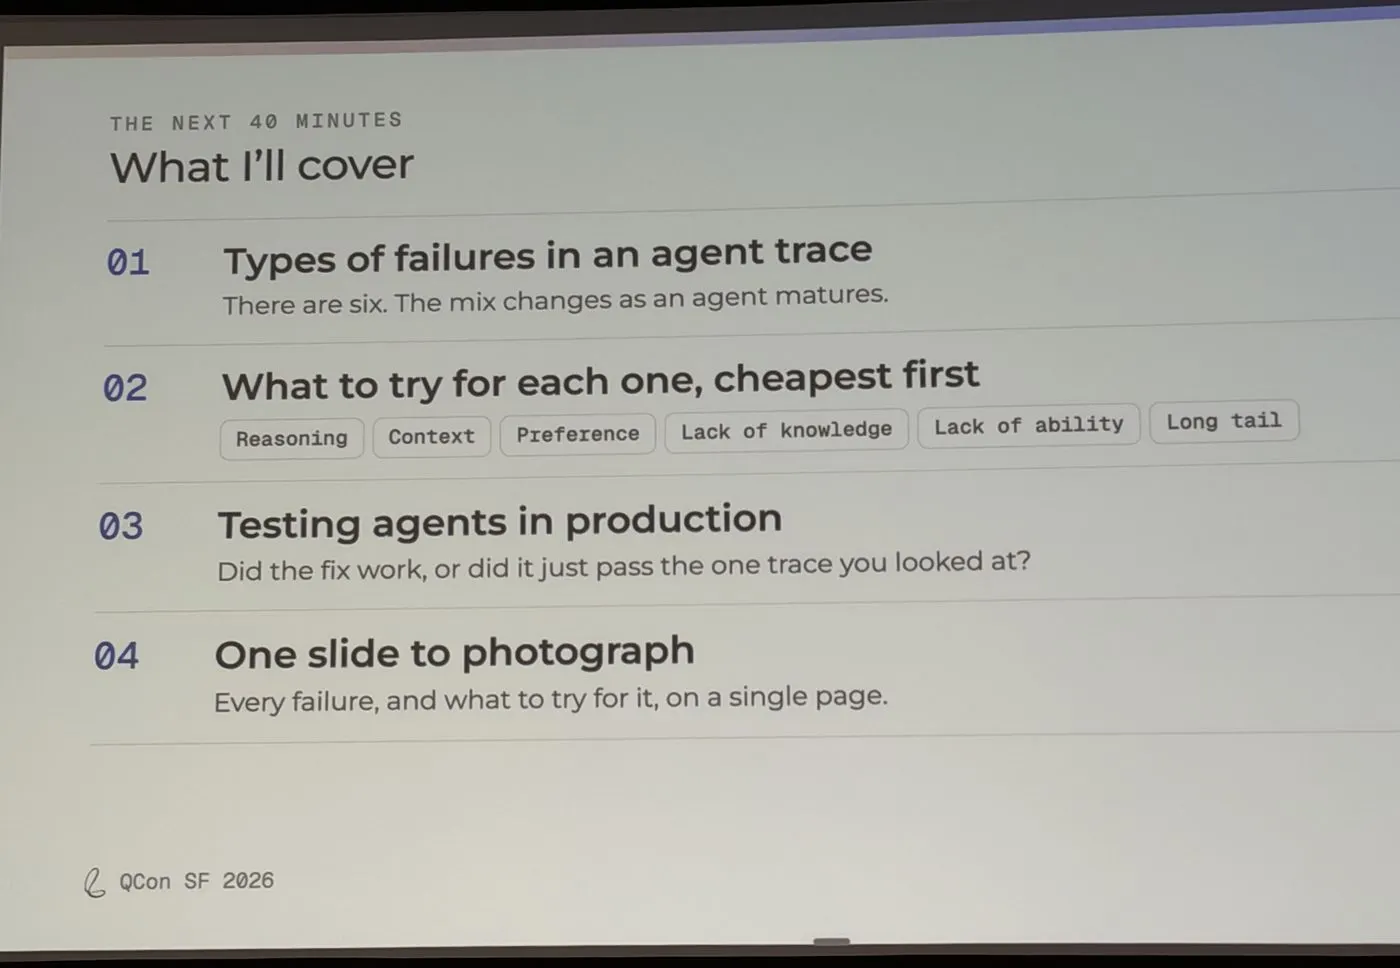 THE NEXT 40 MINUTES
What I'll cover
01
Types of failures in an agent trace
There are six. The mix changes as an agent matures.
02
What to try for each one, cheapest first
Reasoning Context Preference Lack of knowledge Lack of ability Long tail
03
Testing agents in production
Did the fix work, or did it just pass the one trace you looked at?
04
One slide to photograph
Every failure, and what to try for it, on a single page.
QCon SF 2026